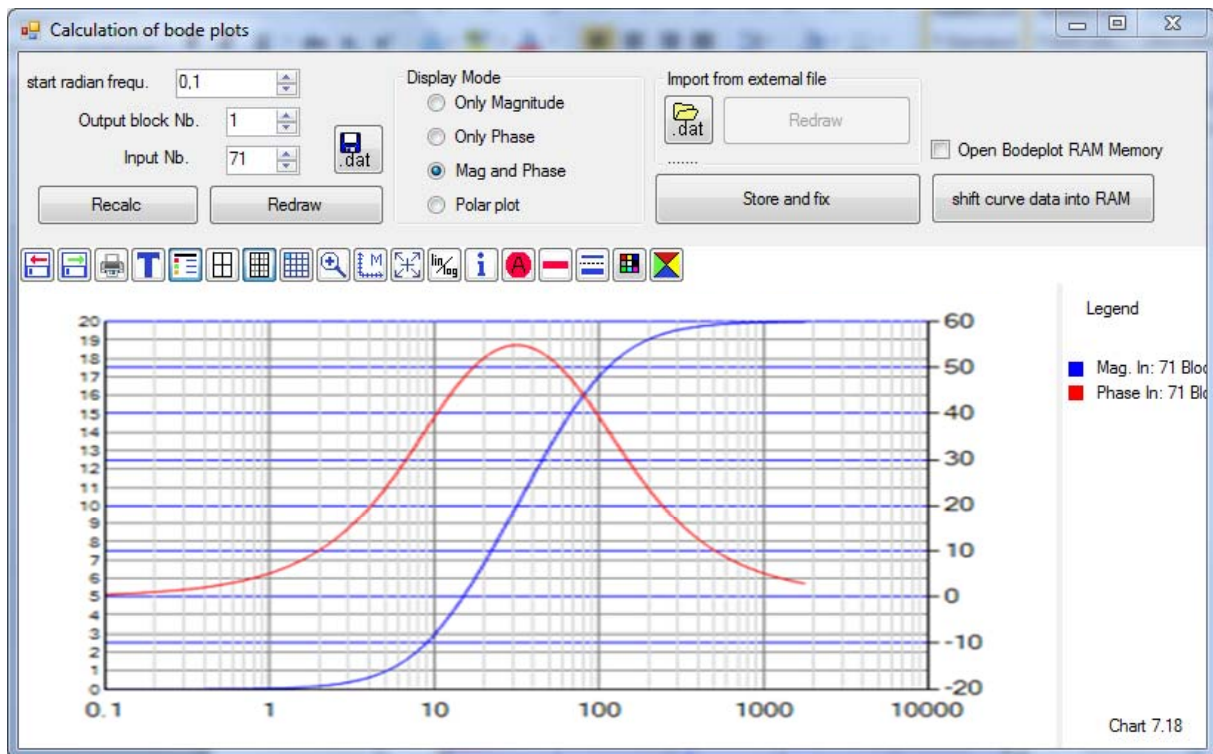 Calculation of bode plots
start radian frequ. 0,1
Output block Nb. 1
Input Nb. 71
.dat
Recalc
Redraw
Display Mode
Only Magnitude
Only Phase
Mag and Phase
Polar plot
Import from external file
.dat
Redraw
.......
Store and fix
Open Bodeplot RAM Memory
shift curve data into RAM
T
M
lin/log
i
A
Legend
Mag. In: 71 Bloc
Phase In: 71 Blo
20
19
18
17
16
15
14
13
12
11
10
9
8
7
6
5
4
3
2
1
0
60
50
40
30
20
10
0
-10
-20
0.1 1 10 100 1000 10000
Chart 7.18